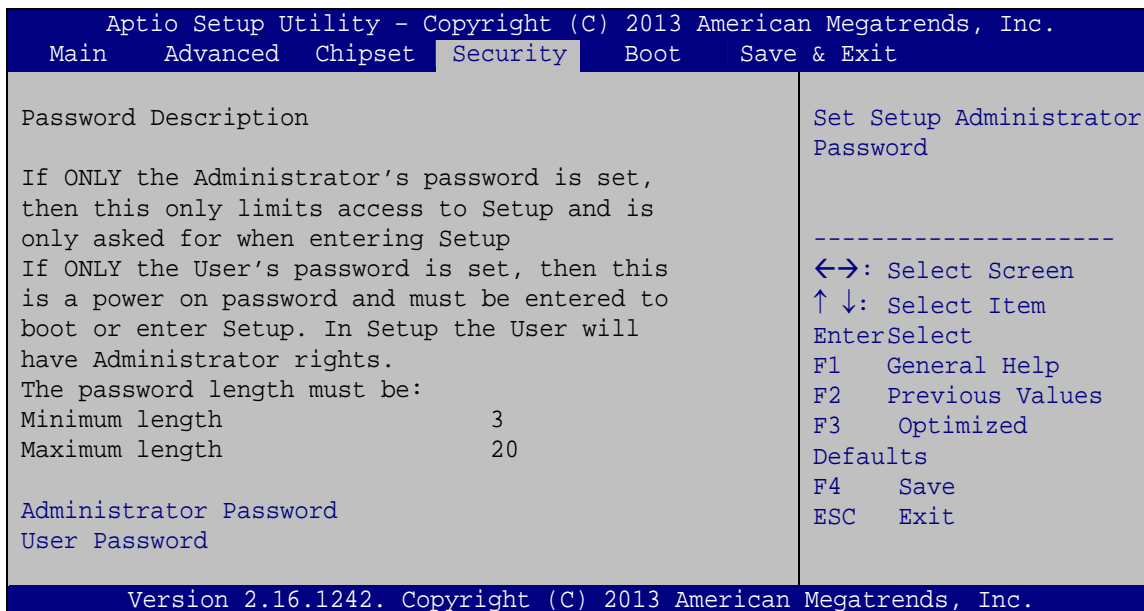 Aptio Setup Utility – Copyright (C) 2013 American Megatrends, Inc.
Main Advanced Chipset Security Boot Save & Exit
Password Description
If ONLY the Administrator's password is set,
then this only limits access to Setup and is
only asked for when entering Setup
If ONLY the User's password is set, then this
is a power on password and must be entered to
boot or enter Setup. In Setup the User will
have Administrator rights.
The password length must be:
Minimum length 3
Maximum length 20
Administrator Password
User Password
Set Setup Administrator
Password
---------------------
←→: Select Screen
↑ ↓: Select Item
EnterSelect
F1 General Help
F2 Previous Values
F3 Optimized
Defaults
F4 Save
ESC Exit
Version 2.16.1242. Copyright (C) 2013 American Megatrends, Inc.